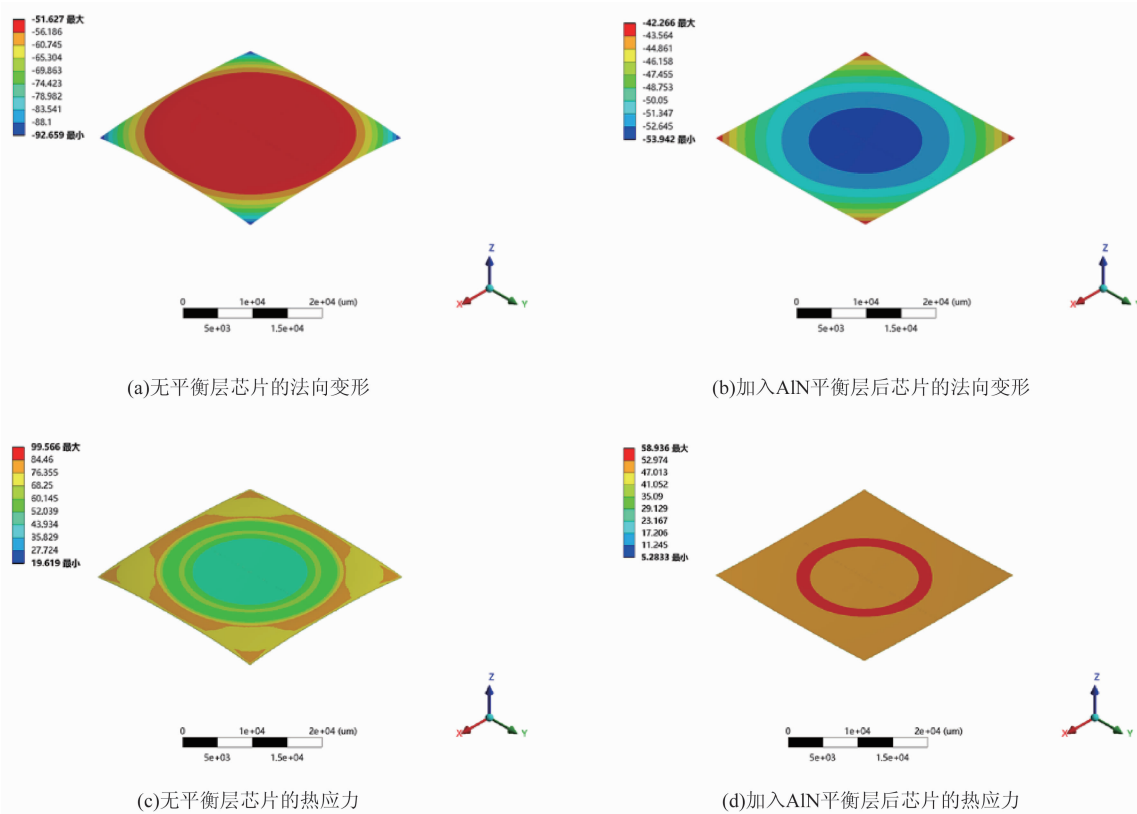 -51.627 最大
-56.186
-60.745
-65.304
-69.863
-74.423
-78.982
-83.541
-88.1
-92.659 最小
Z
X
Y
0 1e+04 2e+04 (um)
5e+03 1.5e+04
(a)无平衡层芯片的法向变形
-42.266 最大
-43.564
-44.861
-46.158
-47.455
-48.753
-50.05
-51.347
-52.645
-53.942 最小
Z
X
Y
0 1e+04 2e+04 (um)
5e+03 1.5e+04
(b)加入AlN平衡层后芯片的法向变形
99.566 最大
84.46
76.355
68.25
60.145
52.039
43.934
35.829
27.724
19.619 最小
Z
X
Y
0 1e+04 2e+04 (um)
5e+03 1.5e+04
(c)无平衡层芯片的热应力
58.936 最大
52.974
47.013
41.052
35.09
29.129
23.167
17.206
11.245
5.2833 最小
Z
X
Y
0 1e+04 2e+04 (um)
5e+03 1.5e+04
(d)加入AlN平衡层后芯片的热应力